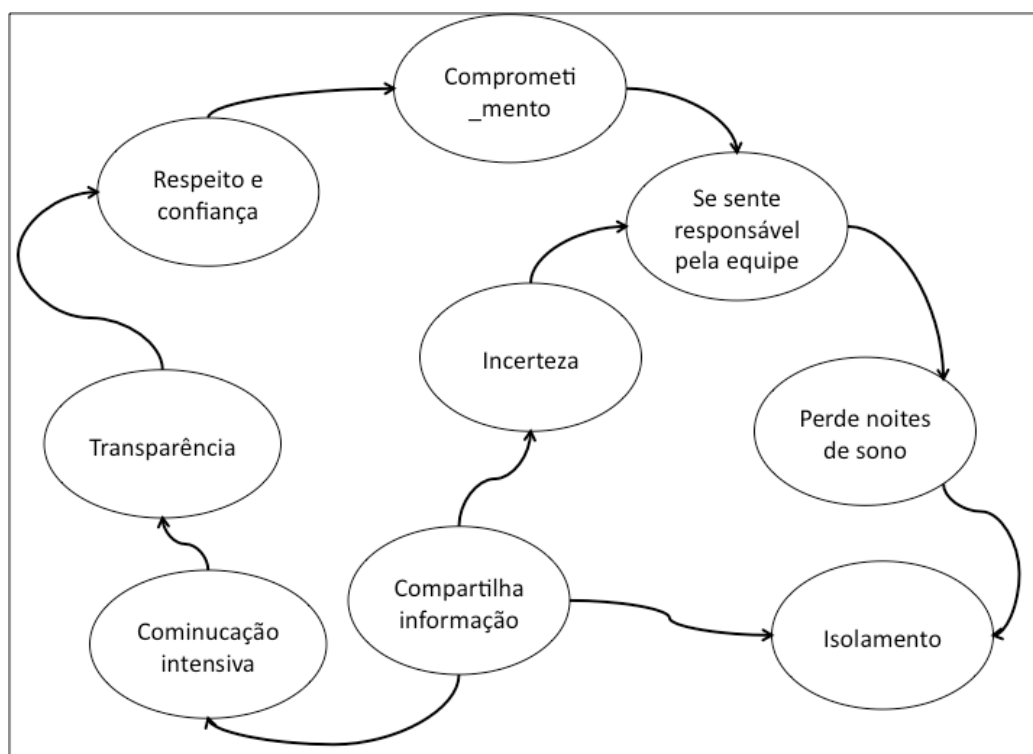 Comprometi
_mento
Respeito e
confiança
Se sente
responsável
pela equipe
Incerteza
Perde noites
de sono
Transparência
Compartilha
informação
Cominucação
intensiva
Isolamento